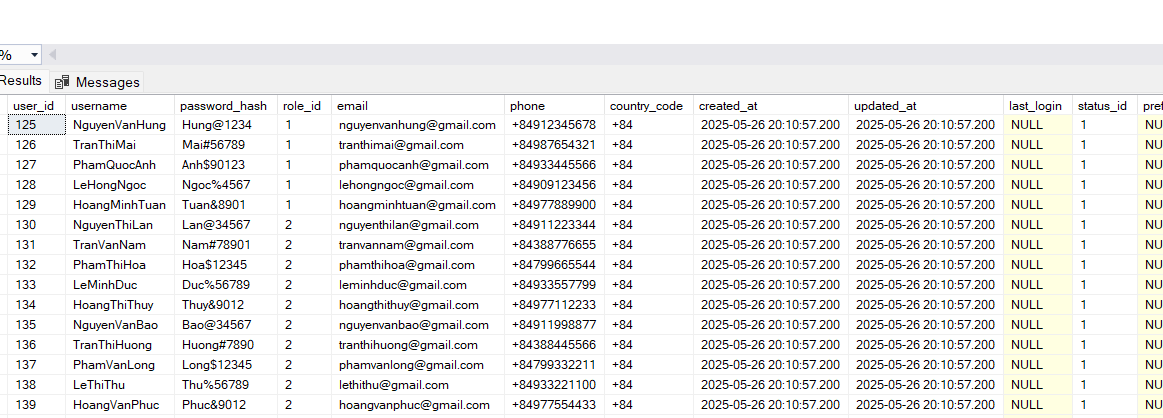 %
Results Messages
user_id username password_hash role_id email phone country_code created_at updated_at last_login status_id pref
125 NguyenVanHung Hung@1234 1 nguyenvanhung@gmail.com +84912345678 +84 2025-05-26 20:10:57.200 2025-05-26 20:10:57.200 NULL 1 NU
126 TranThiMai Mai#56789 1 tranthimai@gmail.com +84987654321 +84 2025-05-26 20:10:57.200 2025-05-26 20:10:57.200 NULL 1 NU
127 PhamQuocAnh Anh$90123 1 phamquocanh@gmail.com +84933445566 +84 2025-05-26 20:10:57.200 2025-05-26 20:10:57.200 NULL 1 NU
128 LeHongNgoc Ngoc%4567 1 lehongngoc@gmail.com +84909123456 +84 2025-05-26 20:10:57.200 2025-05-26 20:10:57.200 NULL 1 NU
129 HoangMinhTuan Tuan&8901 1 hoangminhtuan@gmail.com +84977889900 +84 2025-05-26 20:10:57.200 2025-05-26 20:10:57.200 NULL 1 NU
130 NguyenThiLan Lan@34567 2 nguyenthilan@gmail.com +84911223344 +84 2025-05-26 20:10:57.200 2025-05-26 20:10:57.200 NULL 1 NU
131 TranVanNam Nam#78901 2 tranvannam@gmail.com +84388776655 +84 2025-05-26 20:10:57.200 2025-05-26 20:10:57.200 NULL 1 NU
132 PhamThiHoa Hoa$12345 2 phamthihoa@gmail.com +84799665544 +84 2025-05-26 20:10:57.200 2025-05-26 20:10:57.200 NULL 1 NU
133 LeMinhDuc Duc%56789 2 leminhduc@gmail.com +84933557799 +84 2025-05-26 20:10:57.200 2025-05-26 20:10:57.200 NULL 1 NU
134 HoangThiThuy Thuy&9012 2 hoangthithuy@gmail.com +84977112233 +84 2025-05-26 20:10:57.200 2025-05-26 20:10:57.200 NULL 1 NU
135 NguyenVanBao Bao@34567 2 nguyenvanbao@gmail.com +84911998877 +84 2025-05-26 20:10:57.200 2025-05-26 20:10:57.200 NULL 1 NU
136 TranThiHuong Huong#7890 2 tranthihuong@gmail.com +84388445566 +84 2025-05-26 20:10:57.200 2025-05-26 20:10:57.200 NULL 1 NU
137 PhamVanLong Long$12345 2 phamvanlong@gmail.com +84799332211 +84 2025-05-26 20:10:57.200 2025-05-26 20:10:57.200 NULL 1 NU
138 LeThiThu Thu%56789 2 lethithu@gmail.com +84933221100 +84 2025-05-26 20:10:57.200 2025-05-26 20:10:57.200 NULL 1 NU
139 HoangVanPhuc Phuc&9012 2 hoangvanphuc@gmail.com +84977554433 +84 2025-05-26 20:10:57.200 2025-05-26 20:10:57.200 NULL 1 NU